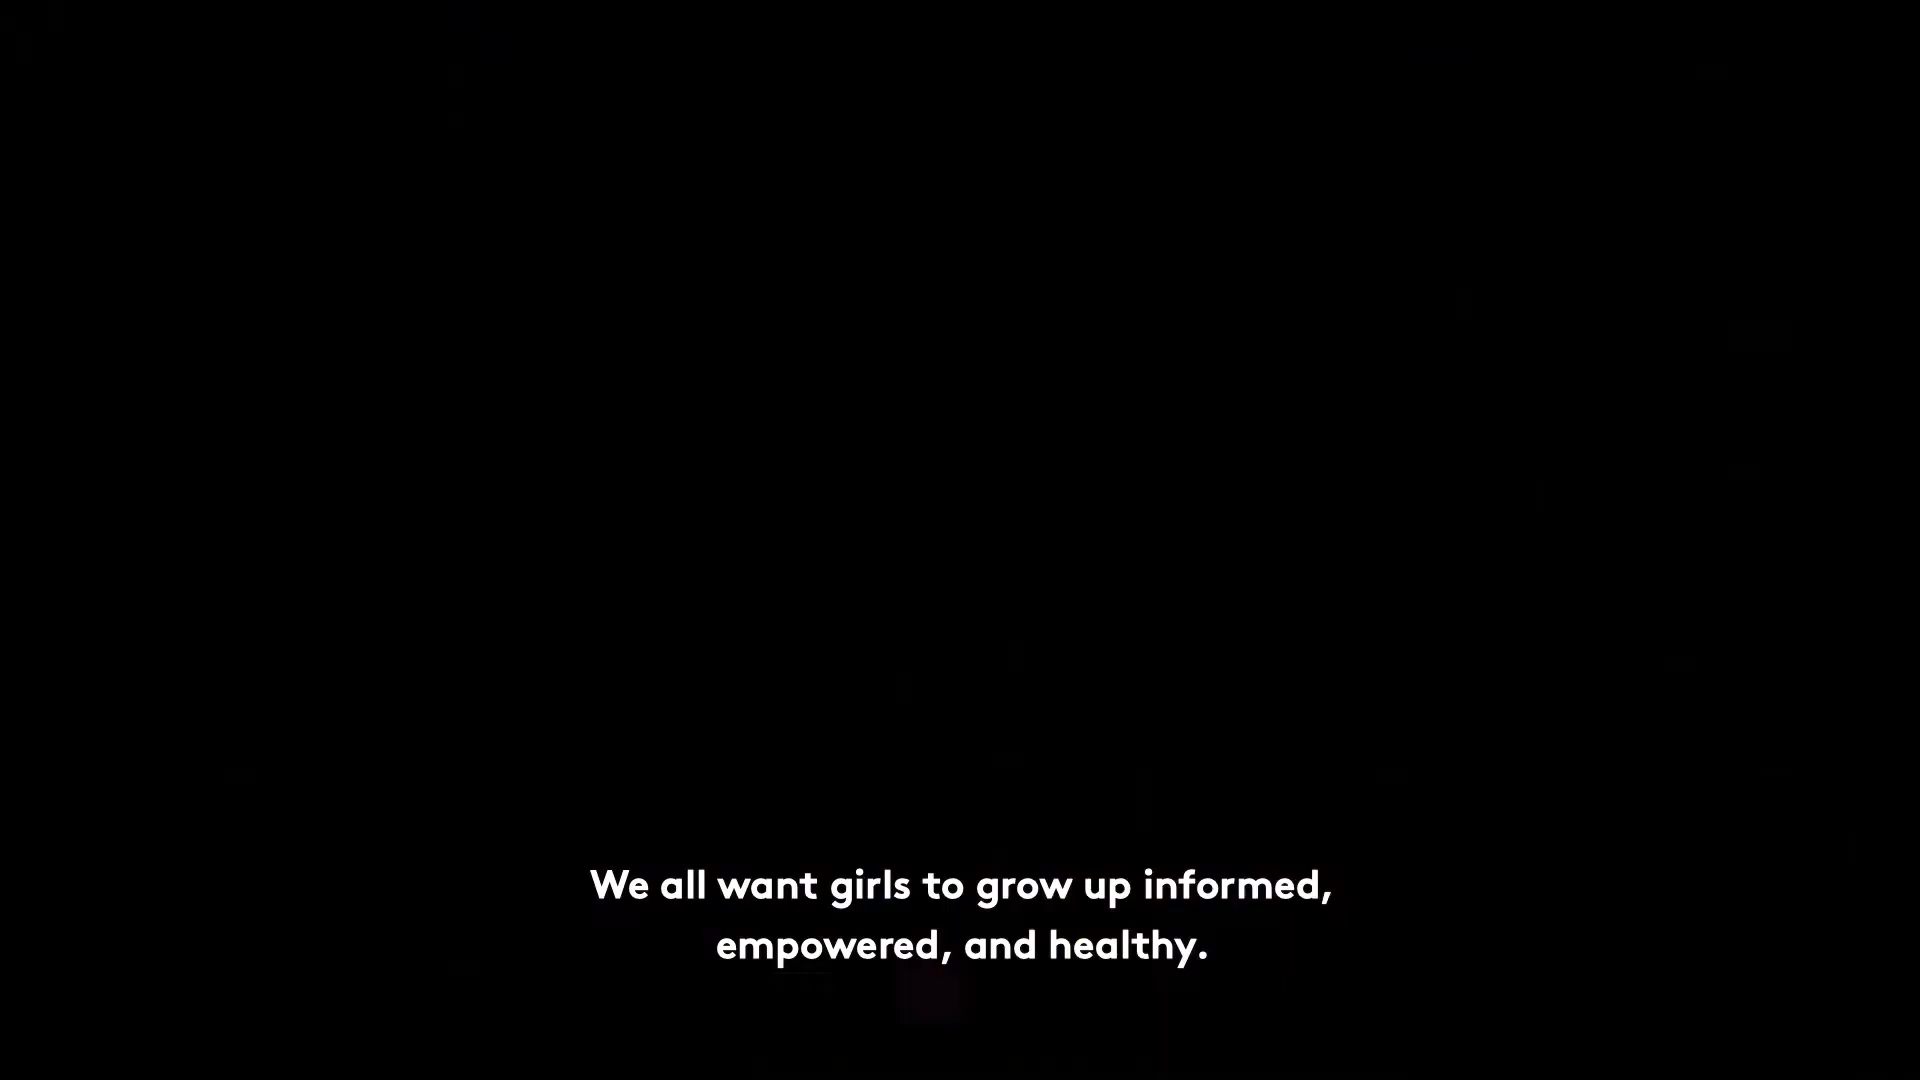 We all want girls to grow up informed,
empowered, and healthy.